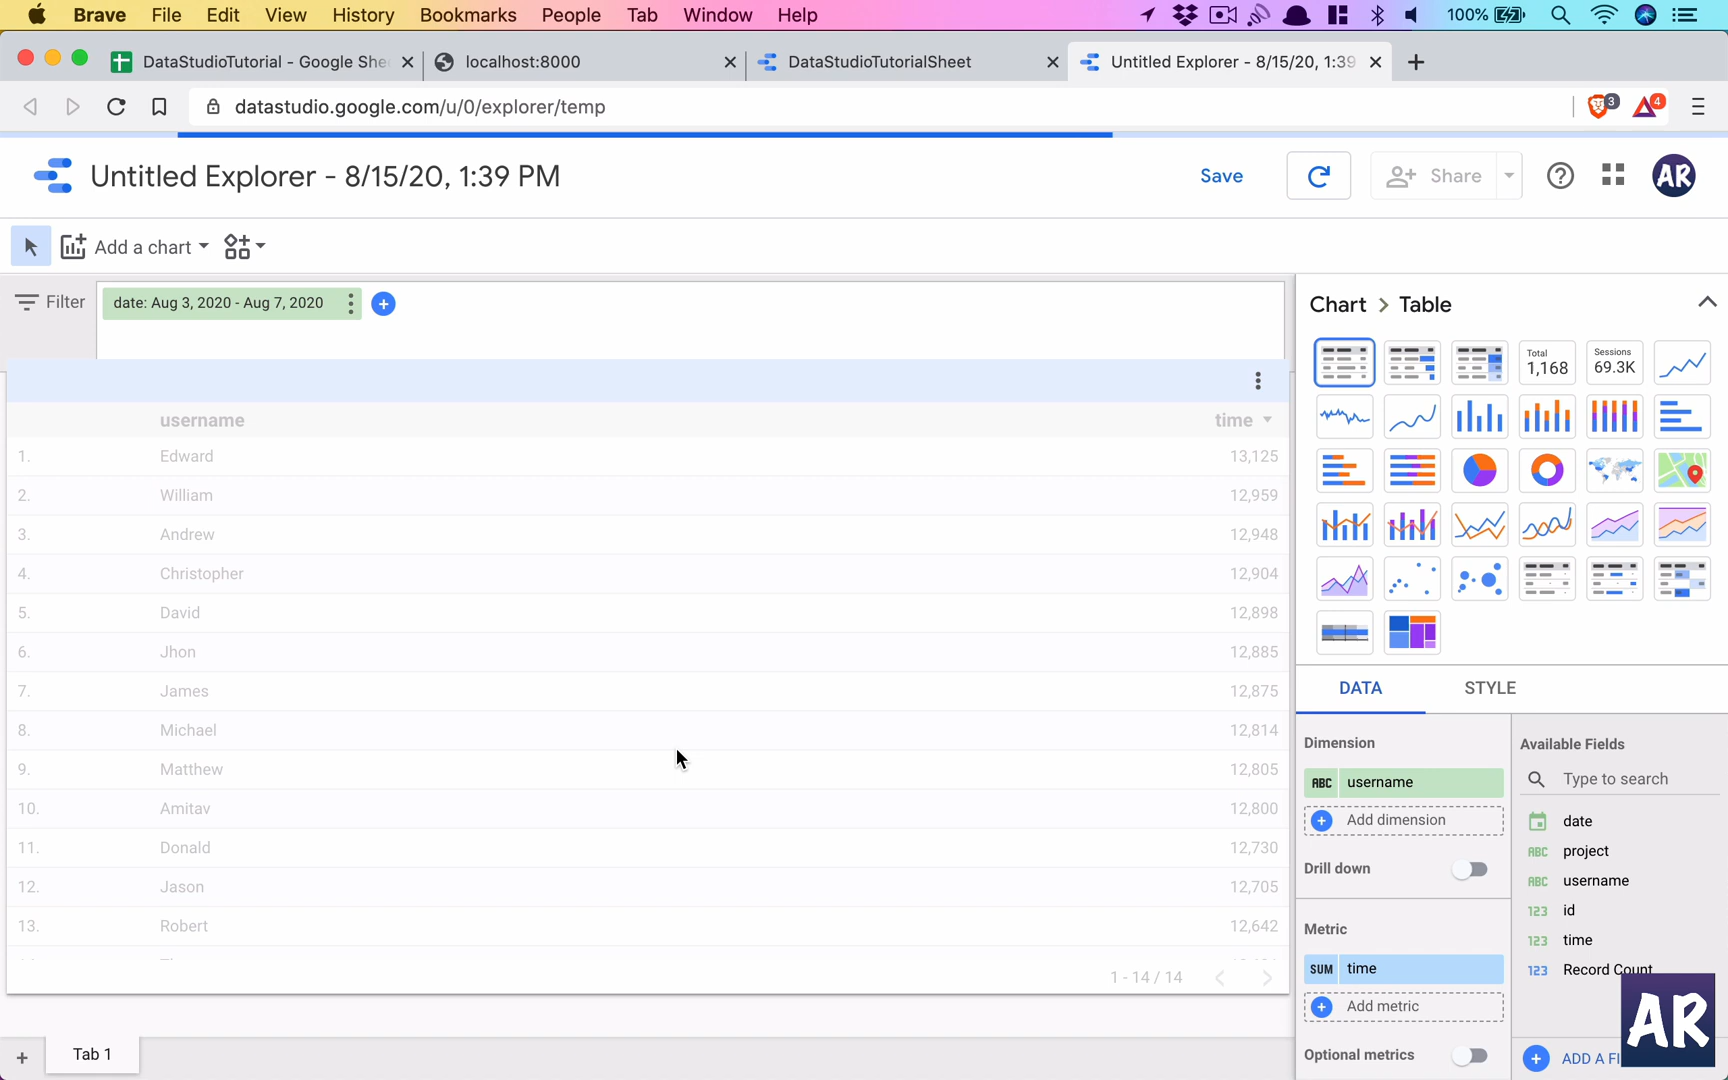 Brave File Edit View History Bookmarks People Tab Window Help 100%
DataStudioTutorial - Google She localhost:8000 DataStudioTutorialSheet Untitled Explorer - 8/15/20, 1:39
datastudio.google.com/u/0/explorer/temp 3 4
Untitled Explorer - 8/15/20, 1:39 PM Save Share AR
Add a chart
Filter date: Aug 3, 2020 - Aug 7, 2020
username time
1. Edward 13,125
2. William 12,959
3. Andrew 12,948
4. Christopher 12,904
5. David 12,898
6. Jhon 12,885
7. James 12,875
8. Michael 12,814
9. Matthew 12,805
10. Amitav 12,800
11. Donald 12,730
12. Jason 12,705
13. Robert 12,642
1 - 14 / 14
Tab 1
Chart > Table
Total
1,168
Sessions
69.3K
DATA STYLE
Dimension
ABC username
Add dimension
Drill down
Metric
SUM time
Add metric
Optional metrics
Available Fields
Type to search
date
ABC project
ABC username
123 id
123 time
123 Record Count
ADD A FI
AR